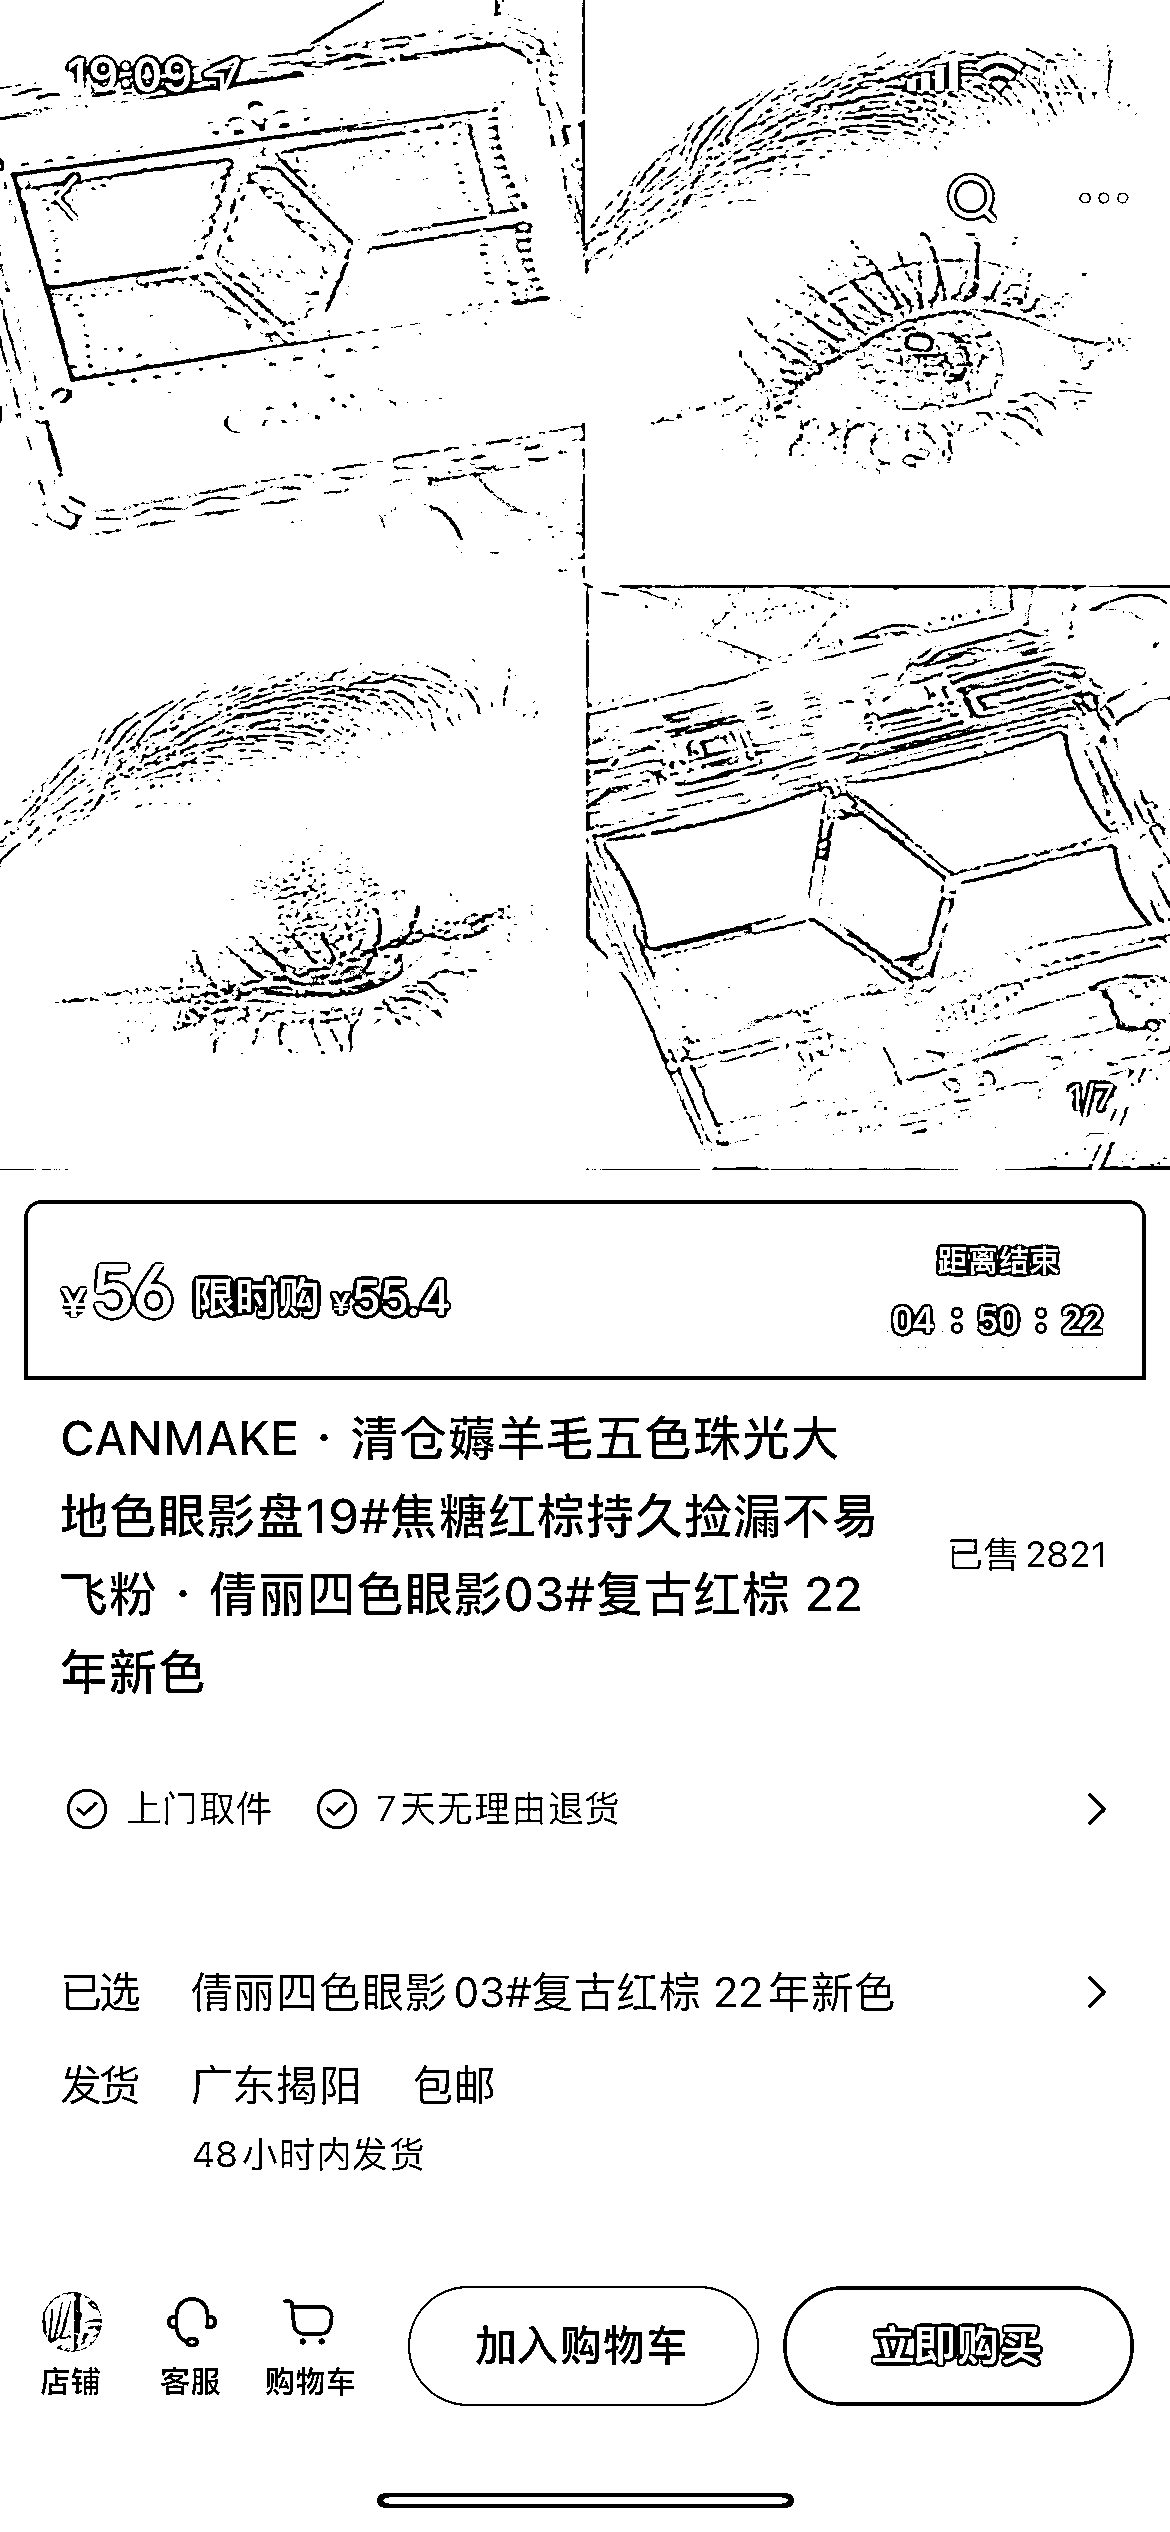 19:09
1/7
¥56 限时购 ¥55.4
距离结束
04 : 50 : 22
CANMAKE · 清仓薅羊毛五色珠光大
地色眼影盘19#焦糖红棕持久捡漏不易
飞粉 · 倩丽四色眼影03#复古红棕 22
年新色
已售2821
上门取件 7天无理由退货
已选 倩丽四色眼影03#复古红棕 22年新色
发货 广东揭阳 包邮
48小时内发货
店铺 客服 购物车 加入购物车 立即购买